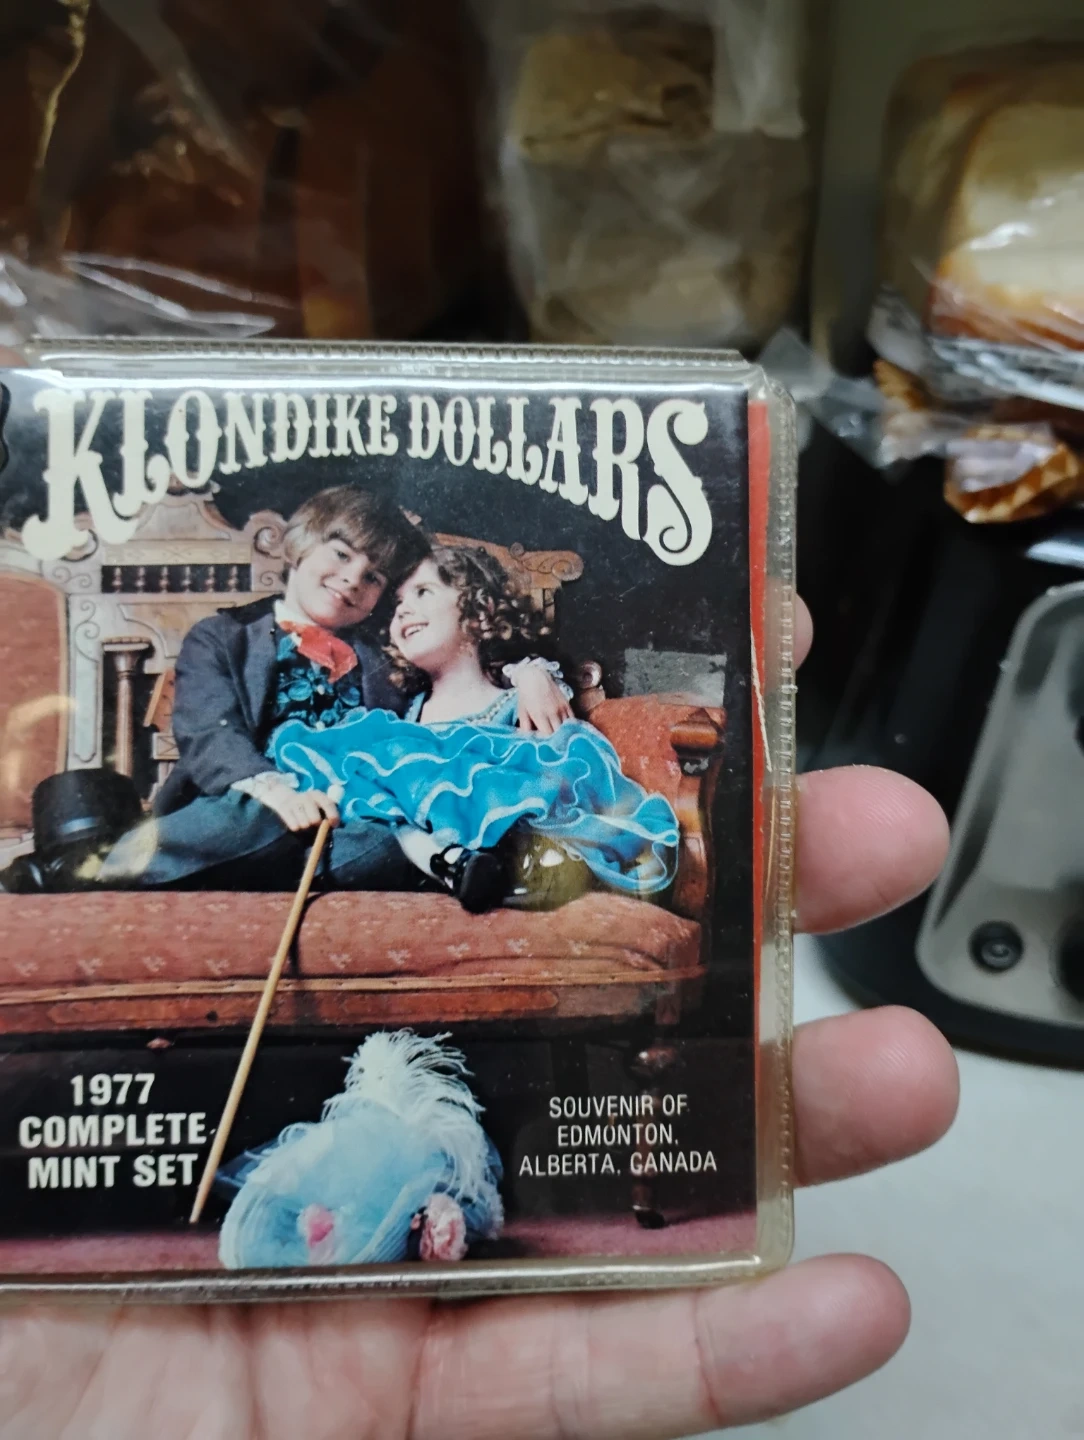 KLONDIKE DOLLARS
1977
COMPLETE
MINT SET
SOUVENIR OF
EDMONTON,
ALBERTA, CANADA